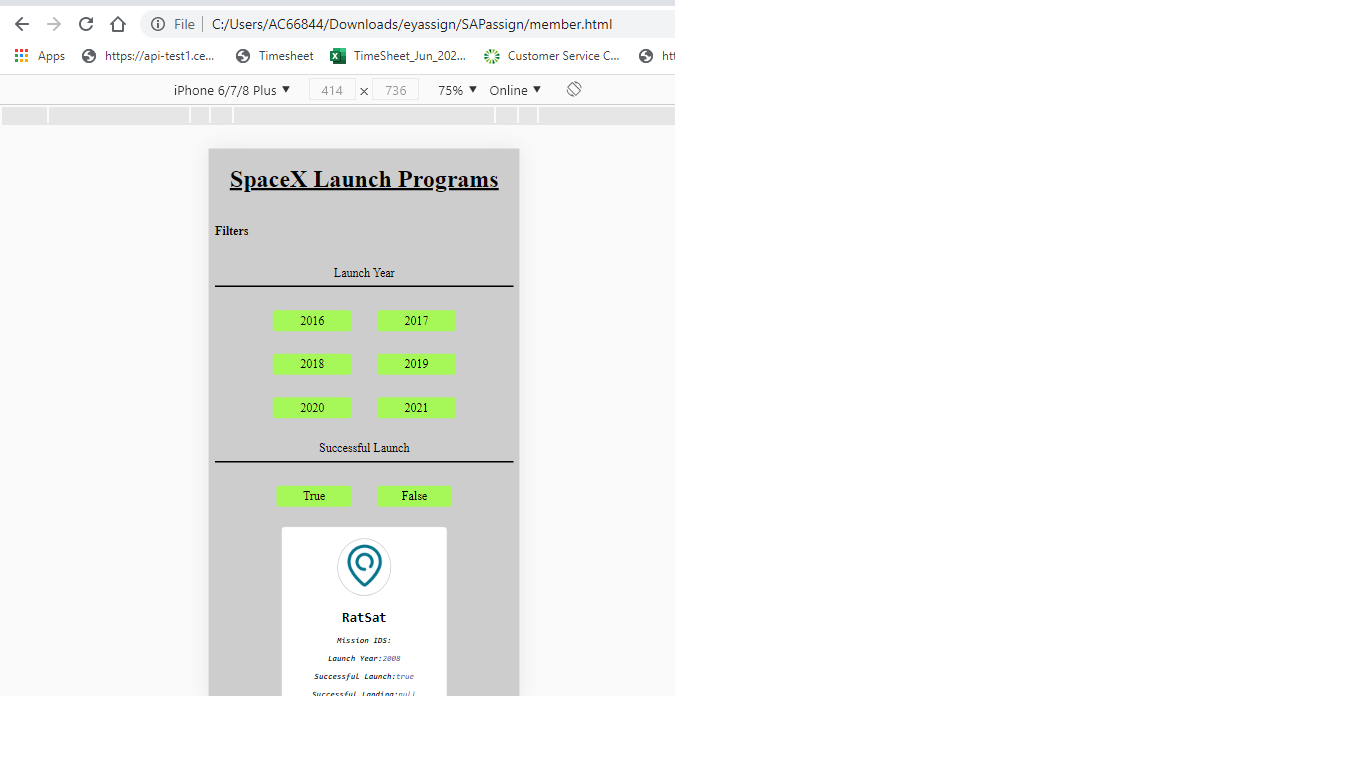 File | C:/Users/AC66844/Downloads/eyassign/SAPassign/member.html
Apps https://api-test1.ce... Timesheet TimeSheet_Jun_202... Customer Service C... htt
iPhone 6/7/8 Plus ▼ 414 × 736 75% ▼ Online ▼
SpaceX Launch Programs
Filters
Launch Year
2016 2017
2018 2019
2020 2021
Successful Launch
True False
RatSat
Mission IDS:
Launch Year:2008
Successful Launch:true
Successful Landing:null